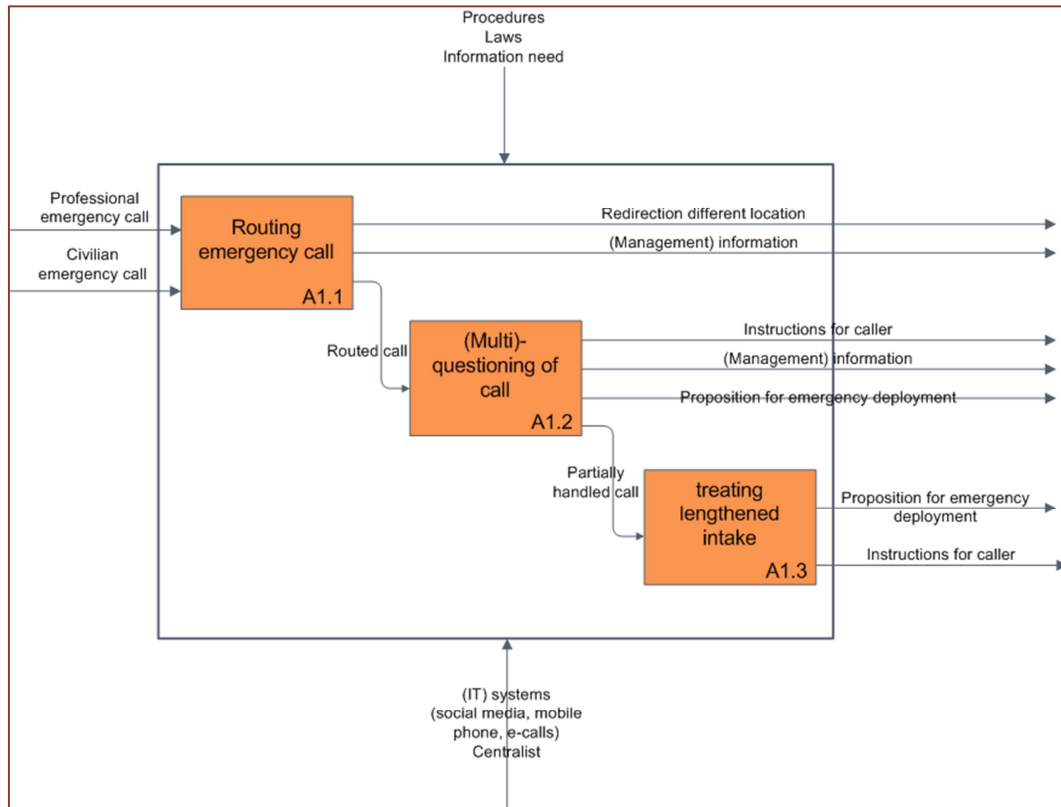 Procedures
Laws
Information need
Professional
emergency call
Civilian
emergency call
Routing
emergency call
A1.1
Redirection different location
(Management) information
Routed call
(Multi)-
questioning of
call
A1.2
Instructions for caller
(Management) information
Proposition for emergency deployment
Partially
handled call
treating
lengthened
intake
A1.3
Proposition for emergency
deployment
Instructions for caller
(IT) systems
(social media, mobile
phone, e-calls)
Centralist